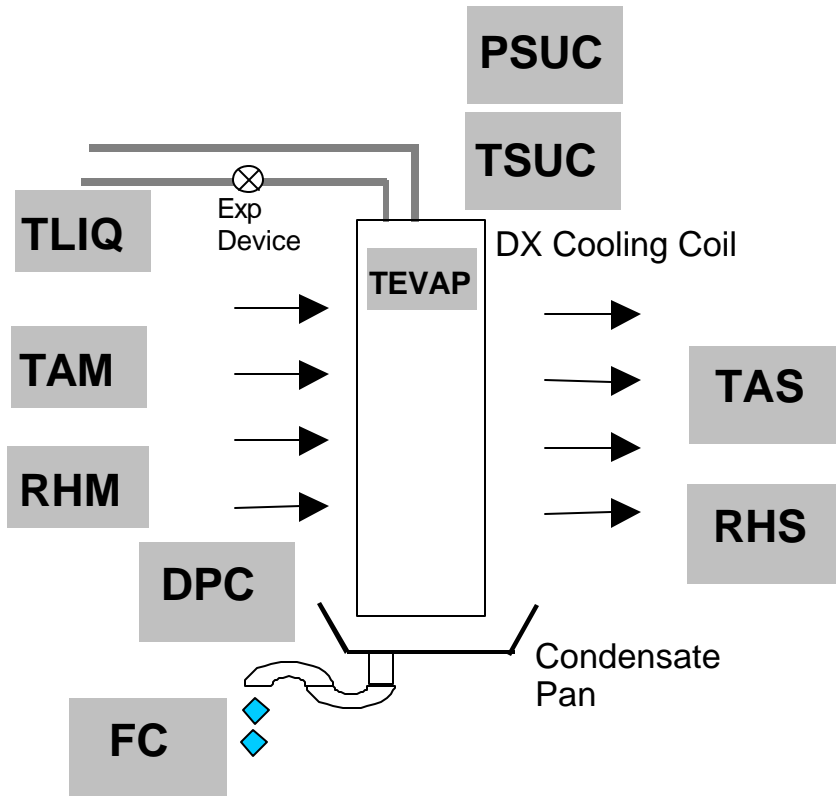 PSUC
TSUC
Exp
Device
TLIQ
DX Cooling Coil
TEVAP
TAM
TAS
RHM
RHS
DPC
Condensate
Pan
FC